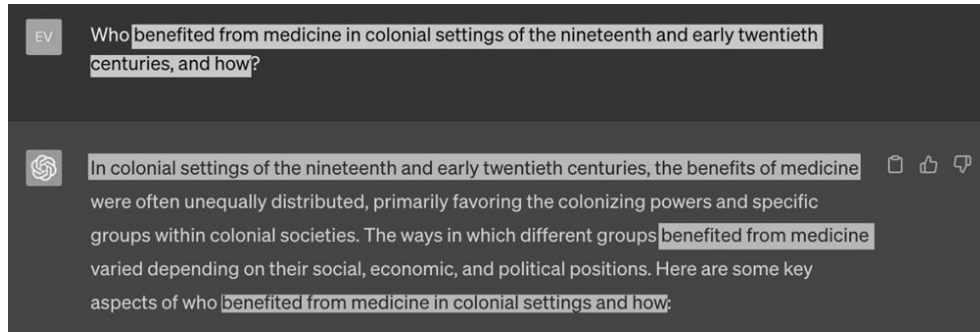 EV
Who benefited from medicine in colonial settings of the nineteenth and early twentieth
centuries, and how?
In colonial settings of the nineteenth and early twentieth centuries, the benefits of medicine
were often unequally distributed, primarily favoring the colonizing powers and specific
groups within colonial societies. The ways in which different groups benefited from medicine
varied depending on their social, economic, and political positions. Here are some key
aspects of who benefited from medicine in colonial settings and how: